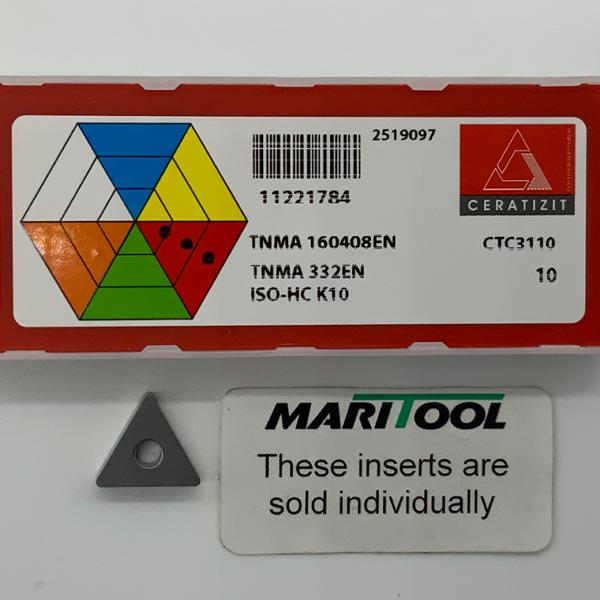 2519097
11221784
CERATIZIT
TNMA 160408EN
CTC3110
TNMA 332EN
10
ISO-HC K10
MARITOOL
These inserts are
sold individually